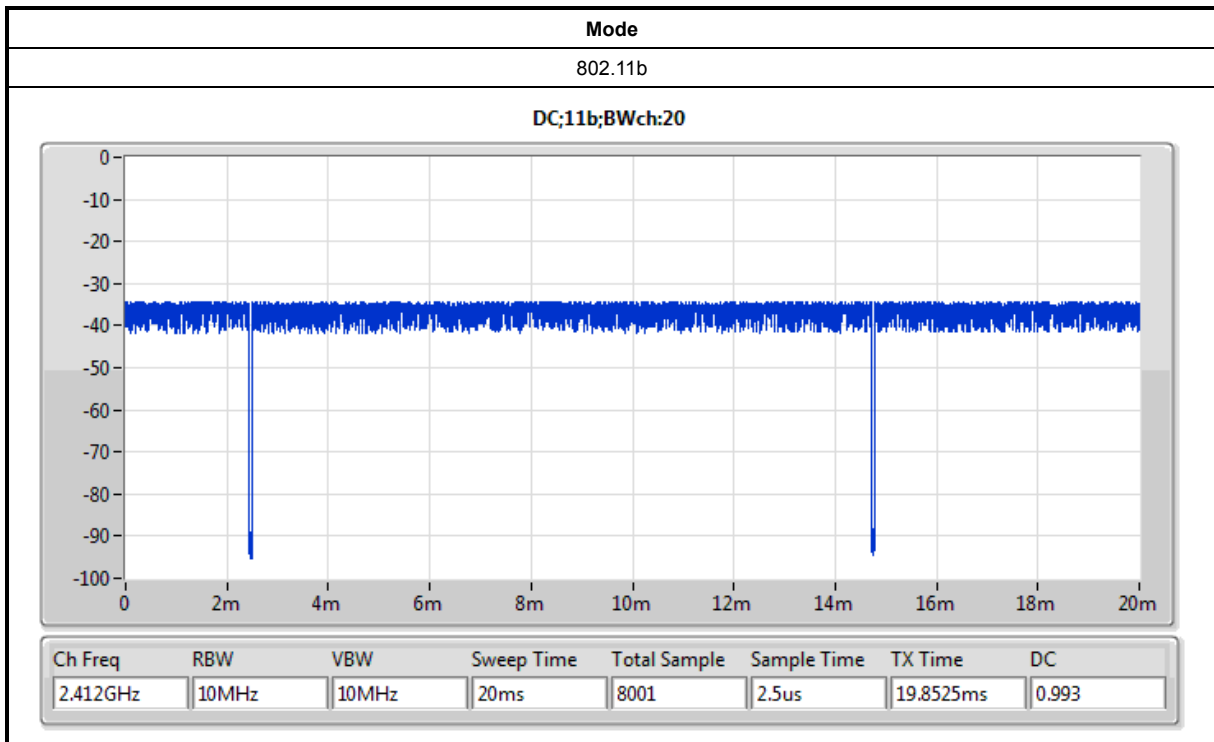 Mode
802.11b
DC;11b;BWch:20
0
-10
-20
-30
-40
-50
-60
-70
-80
-90
-100
0 2m 4m 6m 8m 10m 12m 14m 16m 18m 20m
Ch Freq RBW VBW Sweep Time Total Sample Sample Time TX Time DC
2.412GHz 10MHz 10MHz 20ms 8001 2.5us 19.8525ms 0.993